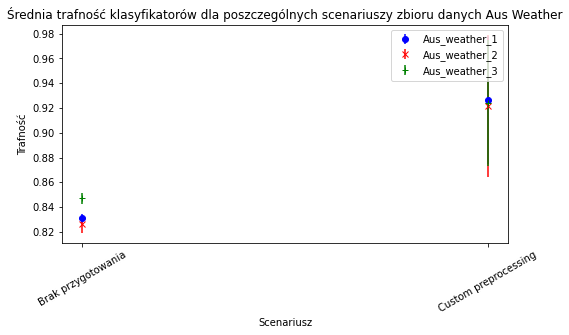 Średnia trafność klasyfikatorów dla poszczególnych scenariuszy zbioru danych Aus Weather
Aus_weather_1
Aus_weather_2
Aus_weather_3
Trafność
0.98
0.96
0.94
0.92
0.90
0.88
0.86
0.84
0.82
Brak przygotowania
Custom preprocessing
Scenariusz